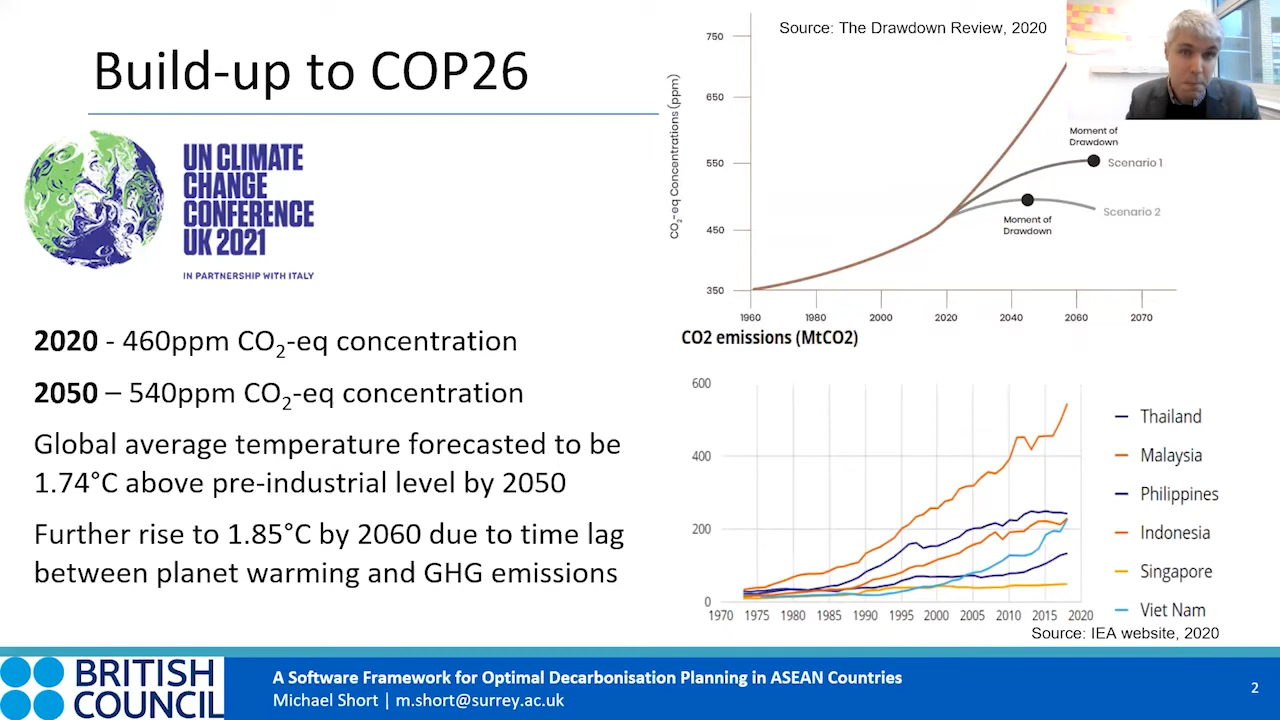 Build-up to COP26
UN CLIMATE
CHANGE
CONFERENCE
UK 2021
IN PARTNERSHIP WITH ITALY
2020 - 460ppm CO2-eq concentration
2050 – 540ppm CO2-eq concentration
Global average temperature forecasted to be
1.74°C above pre-industrial level by 2050
Further rise to 1.85°C by 2060 due to time lag
between planet warming and GHG emissions
Source: The Drawdown Review, 2020
CO2-eq Concentrations (ppm)
750
650
550
450
350
1960
1980
2000
2020
2040
2060
2070
Moment of
Drawdown
Scenario 1
Scenario 2
Moment of
Drawdown
CO2 emissions (MtCO2)
600
400
200
0
1970
1975
1980
1985
1990
1995
2000
2005
2010
2015
2020
Thailand
Malaysia
Philippines
Indonesia
Singapore
Viet Nam
Source: IEA website, 2020
BRITISH
COUNCIL
A Software Framework for Optimal Decarbonisation Planning in ASEAN Countries
Michael Short | m.short@surrey.ac.uk
2